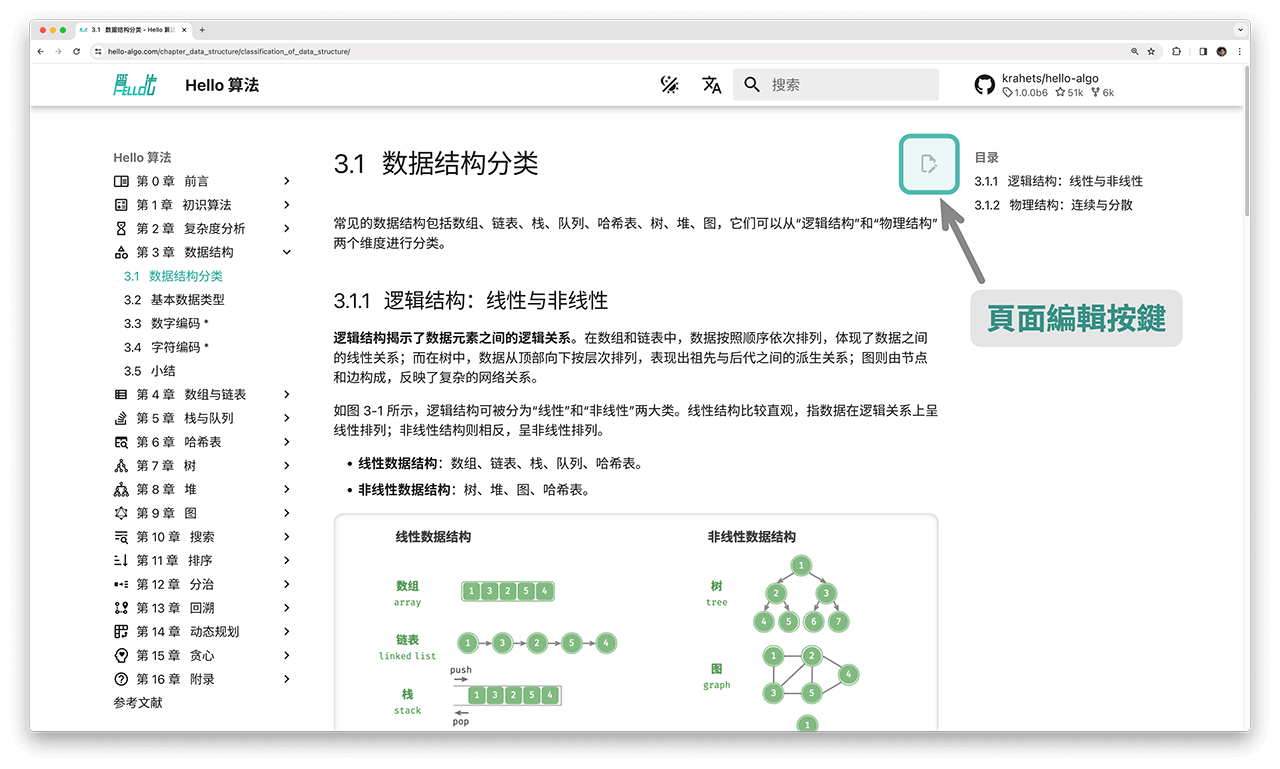 3.1 数据结构分类 - Hello 算法
hello-algo.com/chapter_data_structure/classification_of_data_structure/
Hello 算法
搜索
krahets/hello-algo
1.0.0b6 51k 6k
Hello 算法
第 0 章 前言
第 1 章 初识算法
第 2 章 复杂度分析
第 3 章 数据结构
3.1 数据结构分类
3.2 基本数据类型
3.3 数字编码 *
3.4 字符编码 *
3.5 小结
第 4 章 数组与链表
第 5 章 栈与队列
第 6 章 哈希表
第 7 章 树
第 8 章 堆
第 9 章 图
第 10 章 搜索
第 11 章 排序
第 12 章 分治
第 13 章 回溯
第 14 章 动态规划
第 15 章 贪心
第 16 章 附录
参考文献
3.1 数据结构分类
常见的数据结构包括数组、链表、栈、队列、哈希表、树、堆、图，它们可以从“逻辑结构”和“物理结构”
两个维度进行分类。
3.1.1 逻辑结构：线性与非线性
逻辑结构揭示了数据元素之间的逻辑关系。在数组和链表中，数据按照顺序依次排列，体现了数据之间
的线性关系；而在树中，数据从顶部向下按层次排列，表现出祖先与后代之间的派生关系；图则由节点
和边构成，反映了复杂的网络关系。
如图 3-1 所示，逻辑结构可被分为“线性”和“非线性”两大类。线性结构比较直观，指数据在逻辑关系上呈
线性排列；非线性结构则相反，呈非线性排列。
• 线性数据结构：数组、链表、栈、队列、哈希表。
• 非线性数据结构：树、堆、图、哈希表。
线性数据结构
数组
array
1 3 2 5 4
链表
linked list
1 3 2 5 4
栈
stack
push
1 3 2 5 4
pop
非线性数据结构
树
tree
1
2 3
4 5 6 7
图
graph
1 2
4
3 5
1
目录
3.1.1 逻辑结构：线性与非线性
3.1.2 物理结构：连续与分散
頁面編輯按鍵